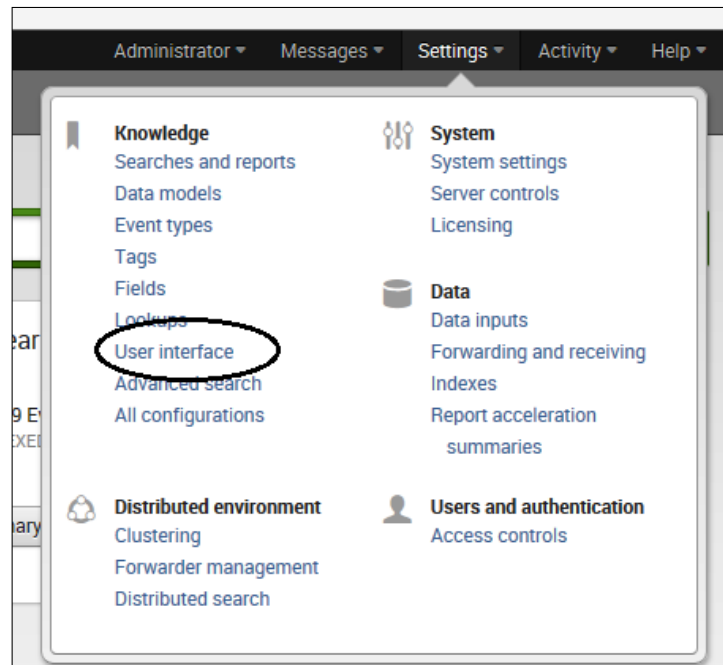 Administrator Messages Settings Activity Help
Knowledge
Searches and reports
Data models
Event types
Tags
Fields
Lookups
User interface
Advanced search
All configurations
System
System settings
Server controls
Licensing
Data
Data inputs
Forwarding and receiving
Indexes
Report acceleration
summaries
Distributed environment
Clustering
Forwarder management
Distributed search
Users and authentication
Access controls